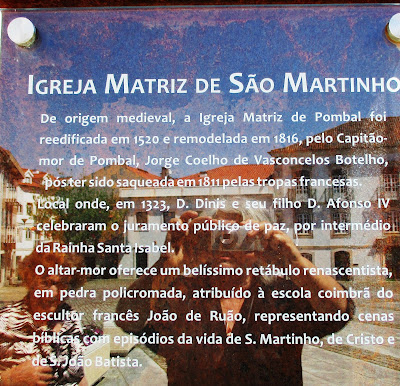 IGREJA MATRIZ DE SÃO MARTINHO
De origem medieval, a Igreja Matriz de Pombal foi
reedificada em 1520 e remodelada em 1816, pelo Capitão-
mor de Pombal, Jorge Coelho de Vasconcelos Botelho,
póster sido saqueada em 1811 pelas tropas francesas.
Local onde, em 1323, D. Dinis e seu filho D. Afonso IV
celebraram o juramento público de paz, por intermédio
da Raínha Santa Isabel.
O altar-mor oferece um belíssimo retábulo renascentista,
em pedra policromada, atribuído à escola coimbrã do
escultor francês João de Ruão, representando cenas
bíblicas com episódios da vida de S. Martinho, de Cristo e
de S. João Batista.